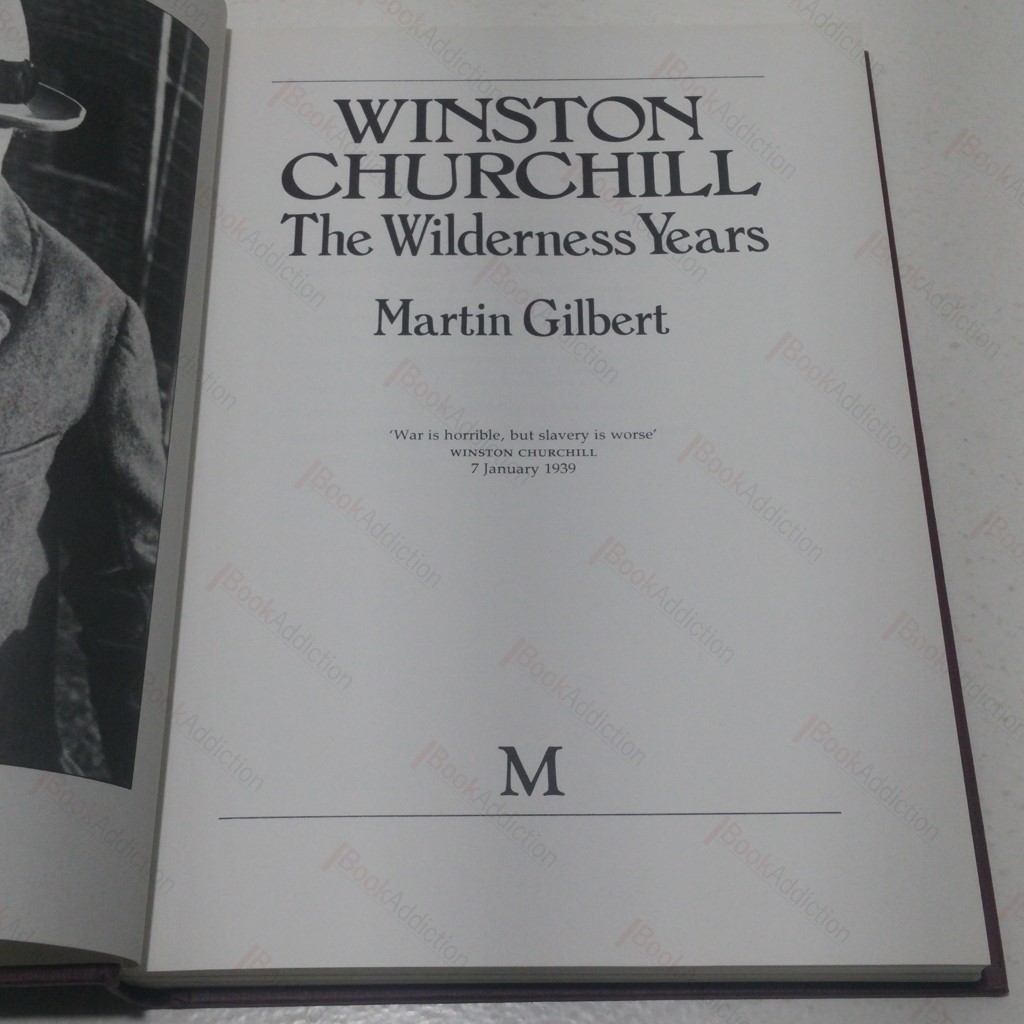 WINSTON
CHURCHILL
The Wilderness Years
Martin Gilbert
‘War is horrible, but slavery is worse’
WINSTON CHURCHILL
7 January 1939
M
BookAddiction